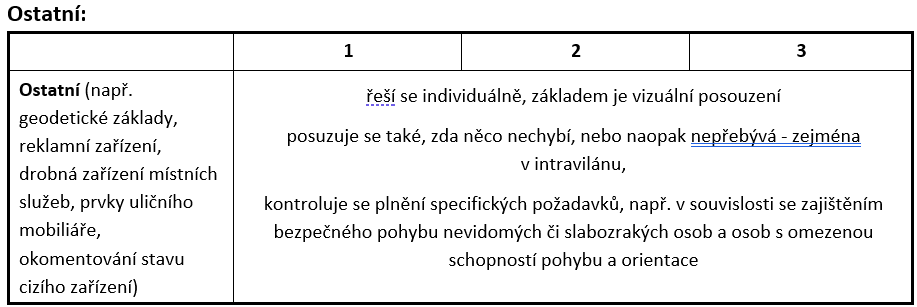 Ostatní:
1 2 3
Ostatní (např.
geodetické základy,
reklamní zařízení,
drobná zařízení místních
služeb, prvky uličního
mobiliáře,
okomentování stavu
cizího zařízení)
řeší se individuálně, základem je vizuální posouzení
posuzuje se také, zda něco nechybí, nebo naopak nepřebývá - zejména
v intravilánu,
kontroluje se plnění specifických požadavků, např. v souvislosti se zajištěním
bezpečného pohybu nevidomých či slabozrakých osob a osob s omezenou
schopností pohybu a orientace